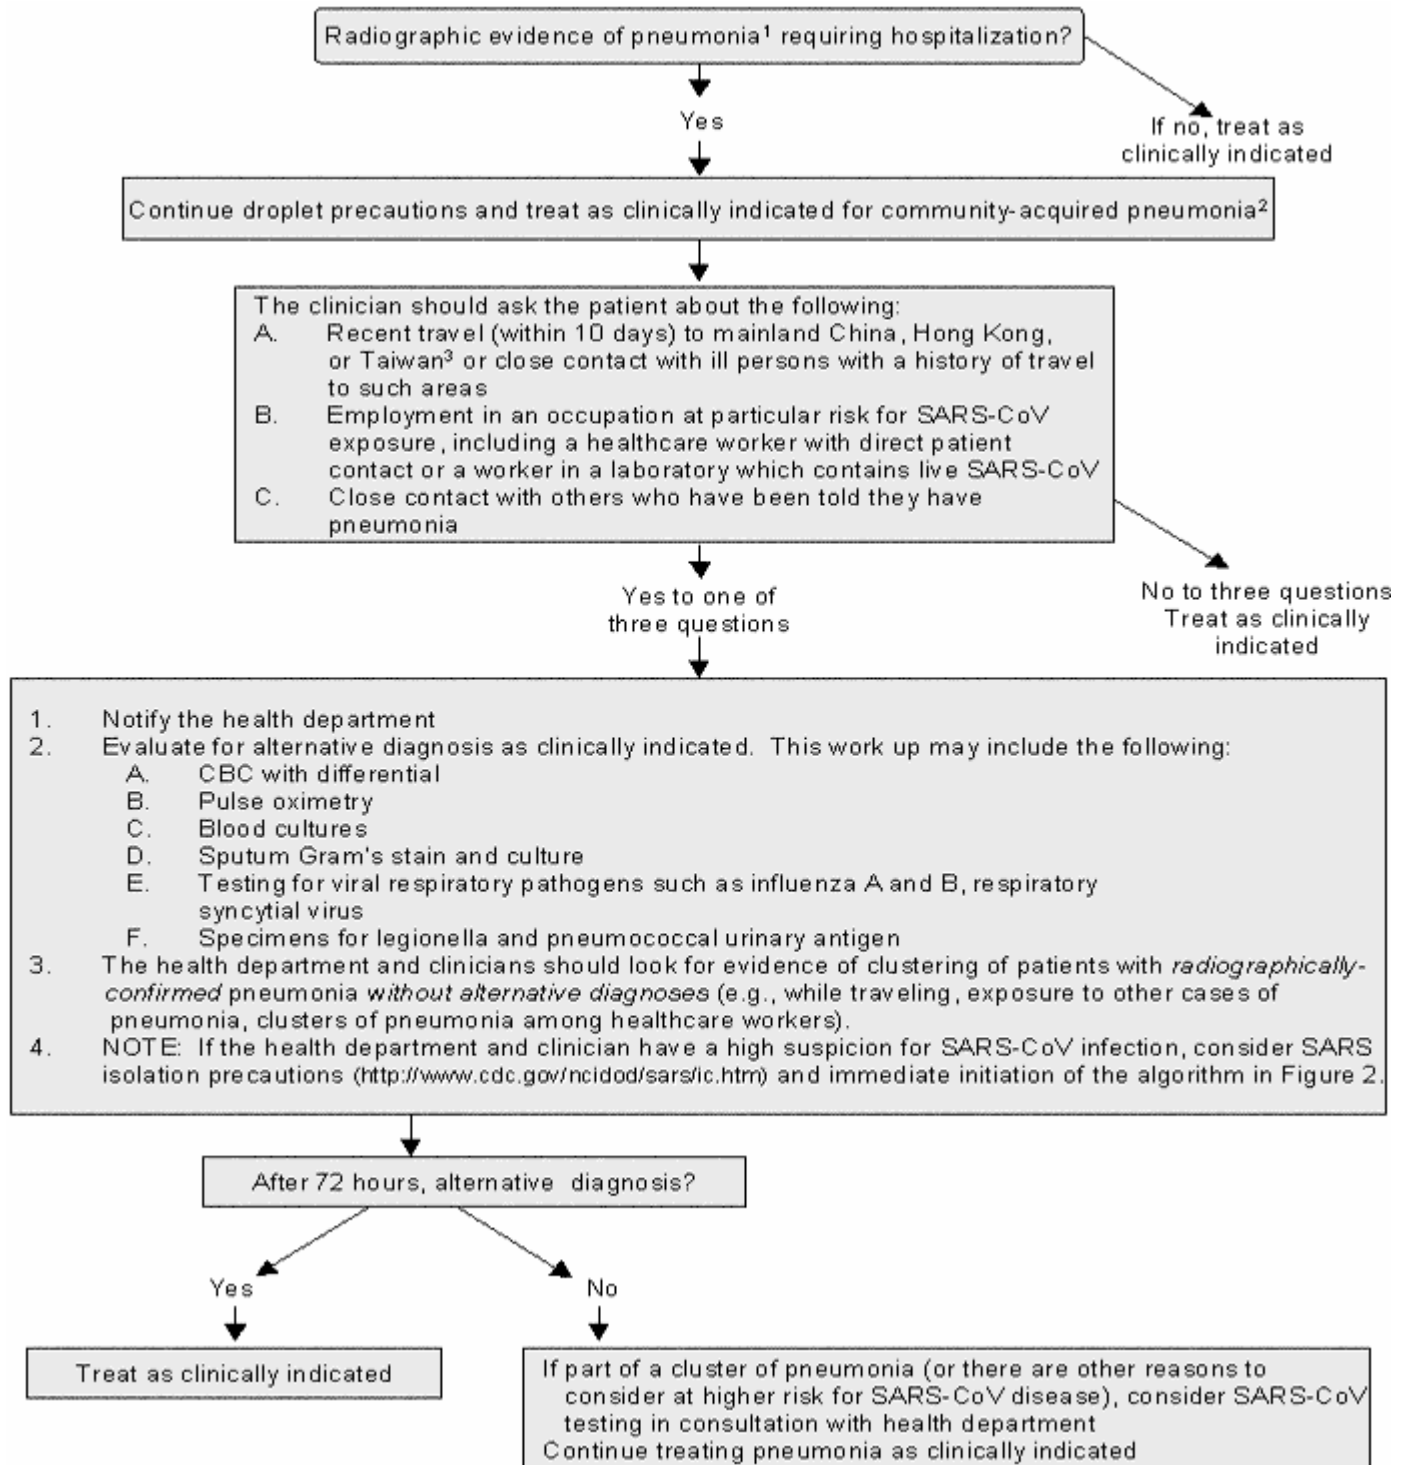 Radiographic evidence of pneumonia¹ requiring hospitalization?
Yes
If no, treat as
clinically indicated
Continue droplet precautions and treat as clinically indicated for community-acquired pneumonia²
The clinician should ask the patient about the following:
A. Recent travel (within 10 days) to mainland China, Hong Kong,
or Taiwan³ or close contact with ill persons with a history of travel
to such areas
B. Employment in an occupation at particular risk for SARS-CoV
exposure, including a healthcare worker with direct patient
contact or a worker in a laboratory which contains live SARS-CoV
C. Close contact with others who have been told they have
pneumonia
Yes to one of
three questions
No to three questions
Treat as clinically
indicated
1. Notify the health department
2. Evaluate for alternative diagnosis as clinically indicated. This work up may include the following:
A. CBC with differential
B. Pulse oximetry
C. Blood cultures
D. Sputum Gram's stain and culture
E. Testing for viral respiratory pathogens such as influenza A and B, respiratory
syncytial virus
F. Specimens for legionella and pneumococcal urinary antigen
3. The health department and clinicians should look for evidence of clustering of patients with radiographically-
confirmed pneumonia without alternative diagnoses (e.g., while traveling, exposure to other cases of
pneumonia, clusters of pneumonia among healthcare workers).
4. NOTE: If the health department and clinician have a high suspicion for SARS-CoV infection, consider SARS
isolation precautions (http://www.cdc.gov/ncidod/sars/ic.htm) and immediate initiation of the algorithm in Figure 2.
After 72 hours, alternative diagnosis?
Yes
No
Treat as clinically indicated
If part of a cluster of pneumonia (or there are other reasons to
consider at higher risk for SARS-CoV disease), consider SARS-CoV
testing in consultation with health department
Continue treating pneumonia as clinically indicated